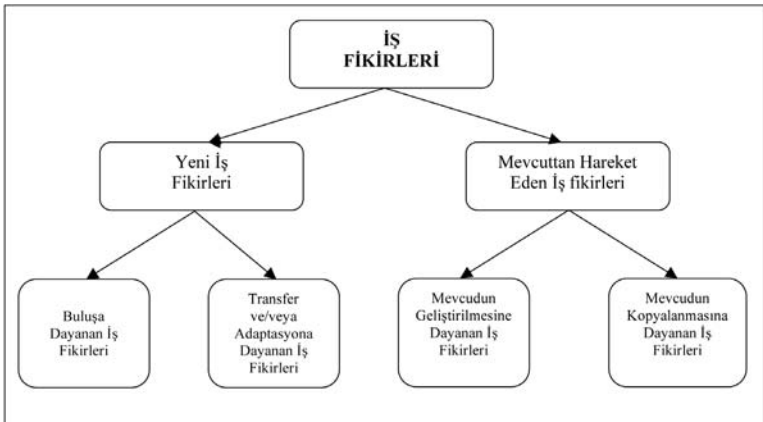 İŞ
FİKİRLERİ
Yeni İş
Fikirleri
Mevcuttan Hareket
Eden İş fikirleri
Buluşa
Dayanan İş
Fikirleri
Transfer
ve/veya
Adaptasyona
Dayanan İş
Fikirleri
Mevcudun
Geliştirilmesine
Dayanan İş
Fikirleri
Mevcudun
Kopyalanmasına
Dayanan İş
Fikirleri